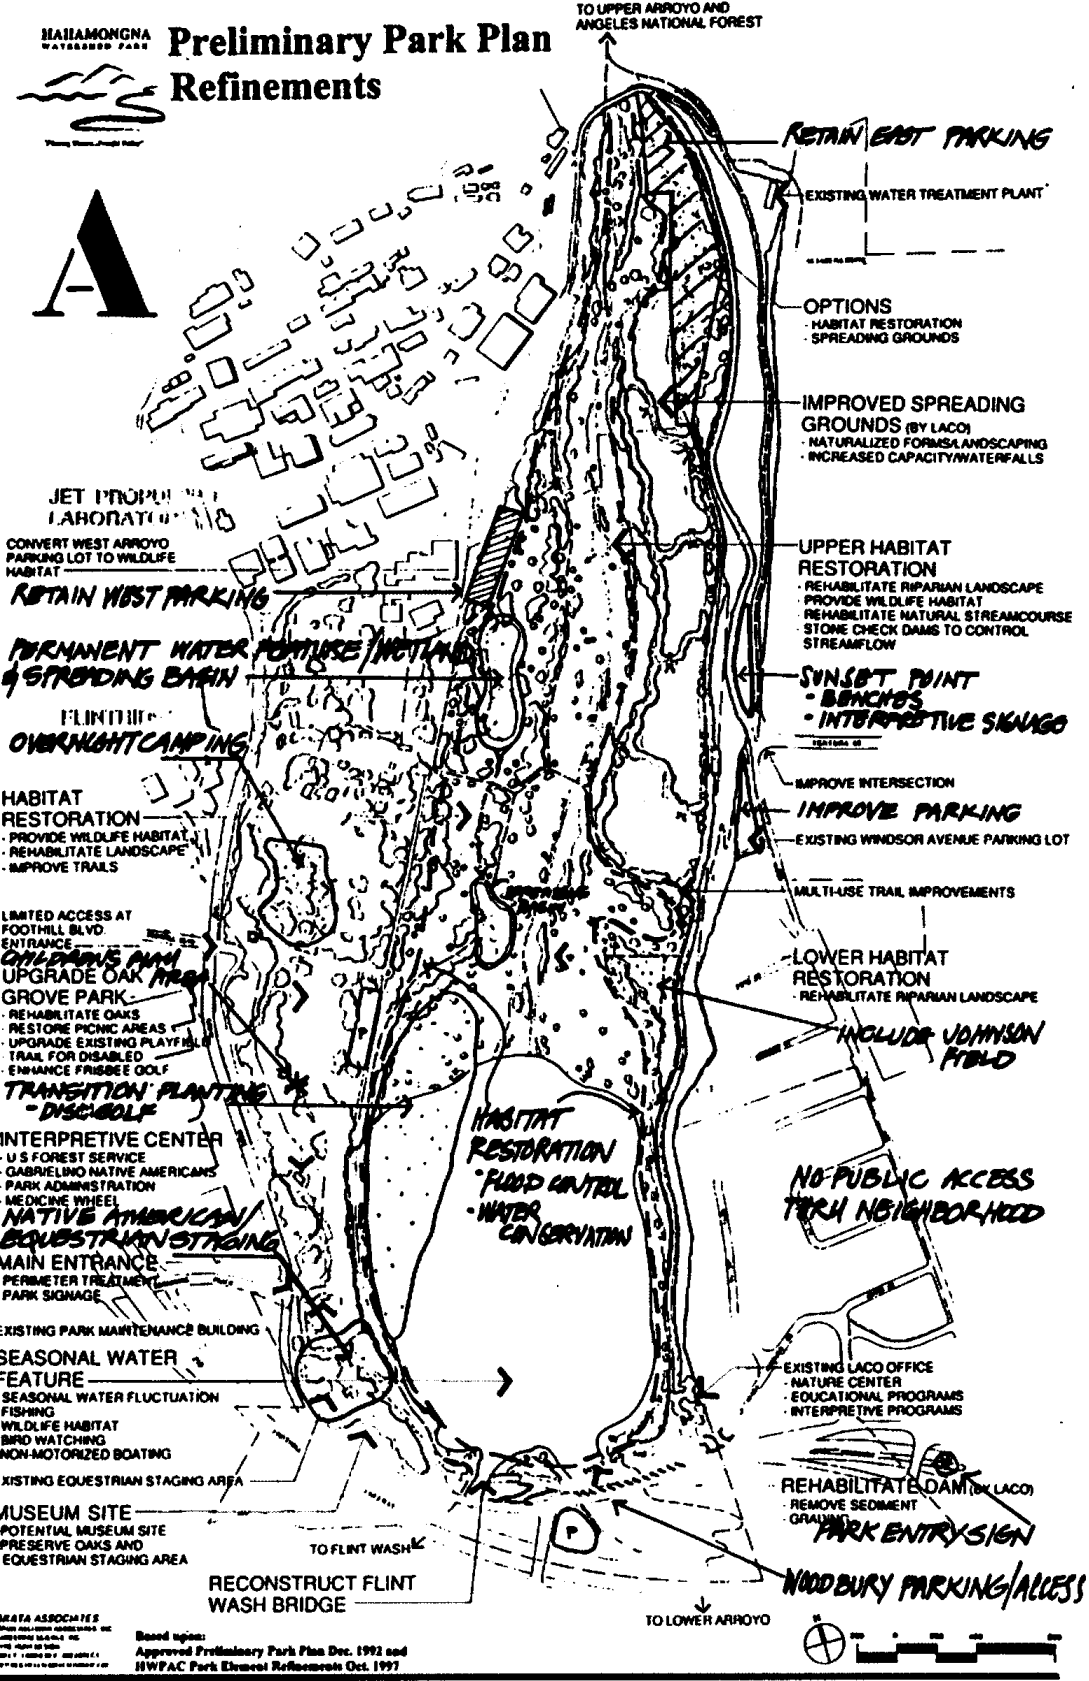 TO UPPER ARROYO AND
ANGELES NATIONAL FOREST
HAHAMONGNA
WATERSHED PARK
Preliminary Park Plan
Refinements
A
RETAIN EAST PARKING
EXISTING WATER TREATMENT PLANT
OPTIONS
- HABITAT RESTORATION
- SPREADING GROUNDS
IMPROVED SPREADING
GROUNDS (BY LACO)
- NATURALIZED FORMS/LANDSCAPING
- INCREASED CAPACITY/WATERFALLS
JET PROPULSION
LABORATORY
CONVERT WEST ARROYO
PARKING LOT TO WILDLIFE
HABITAT
RETAIN WEST PARKING
UPPER HABITAT
RESTORATION
- REHABILITATE RIPARIAN LANDSCAPE
- PROVIDE WILDLIFE HABITAT
- REHABILITATE NATURAL STREAMCOURSE
- STONE CHECK DAMS TO CONTROL
STREAMFLOW
PERMANENT WATER FEATURE/WETLAND
& SPREADING BASIN
SUNSET POINT
- BENCHES
- INTERPRETIVE SIGNAGE
OVERNIGHT CAMPING
IMPROVE INTERSECTION
IMPROVE PARKING
EXISTING WINDSOR AVENUE PARKING LOT
HABITAT
RESTORATION
- PROVIDE WILDLIFE HABITAT
- REHABILITATE LANDSCAPE
- IMPROVE TRAILS
MULTI-USE TRAIL IMPROVEMENTS
SPREADING
BASIN
LIMITED ACCESS AT
FOOTHILL BLVD.
ENTRANCE
CHILDRENS PLAY
AREA
UPGRADE OAK
GROVE PARK
- REHABILITATE OAKS
- RESTORE PICNIC AREAS
- UPGRADE EXISTING PLAYFIELD
- TRAIL FOR DISABLED
- ENHANCE FRISBEE GOLF
LOWER HABITAT
RESTORATION
- REHABILITATE RIPARIAN LANDSCAPE
INCLUDE JOHNSON
FIELD
P
TRANSITION PLANTING
- DISC GOLF
HABITAT
RESTORATION
- FLOOD CONTROL
- WATER
CONSERVATION
INTERPRETIVE CENTER
- U S FOREST SERVICE
- GABRIELINO NATIVE AMERICANS
- PARK ADMINISTRATION
- MEDICINE WHEEL
NO PUBLIC ACCESS
THRU NEIGHBORHOOD
NATIVE AMERICAN/
EQUESTRIAN STAGING
MAIN ENTRANCE
PERIMETER TREATMENT
PARK SIGNAGE
EXISTING PARK MAINTENANCE BUILDING
SEASONAL WATER
FEATURE
SEASONAL WATER FLUCTUATION
FISHING
WILDLIFE HABITAT
BIRD WATCHING
NON-MOTORIZED BOATING
EXISTING LACO OFFICE
- NATURE CENTER
- EDUCATIONAL PROGRAMS
- INTERPRETIVE PROGRAMS
EXISTING EQUESTRIAN STAGING AREA
REHABILITATE DAM (BY LACO)
- REMOVE SEDIMENT
- GRADING
PARK ENTRY SIGN
MUSEUM SITE
POTENTIAL MUSEUM SITE
PRESERVE OAKS AND
EQUESTRIAN STAGING AREA
P
TO FLINT WASH
WOODBURY PARKING/ACCESS
RECONSTRUCT FLINT
WASH BRIDGE
TO LOWER ARROYO
Based upon:
Approved Preliminary Park Plan Dec. 1992 and
HWPAC Park Element Refinements Oct. 1997
N